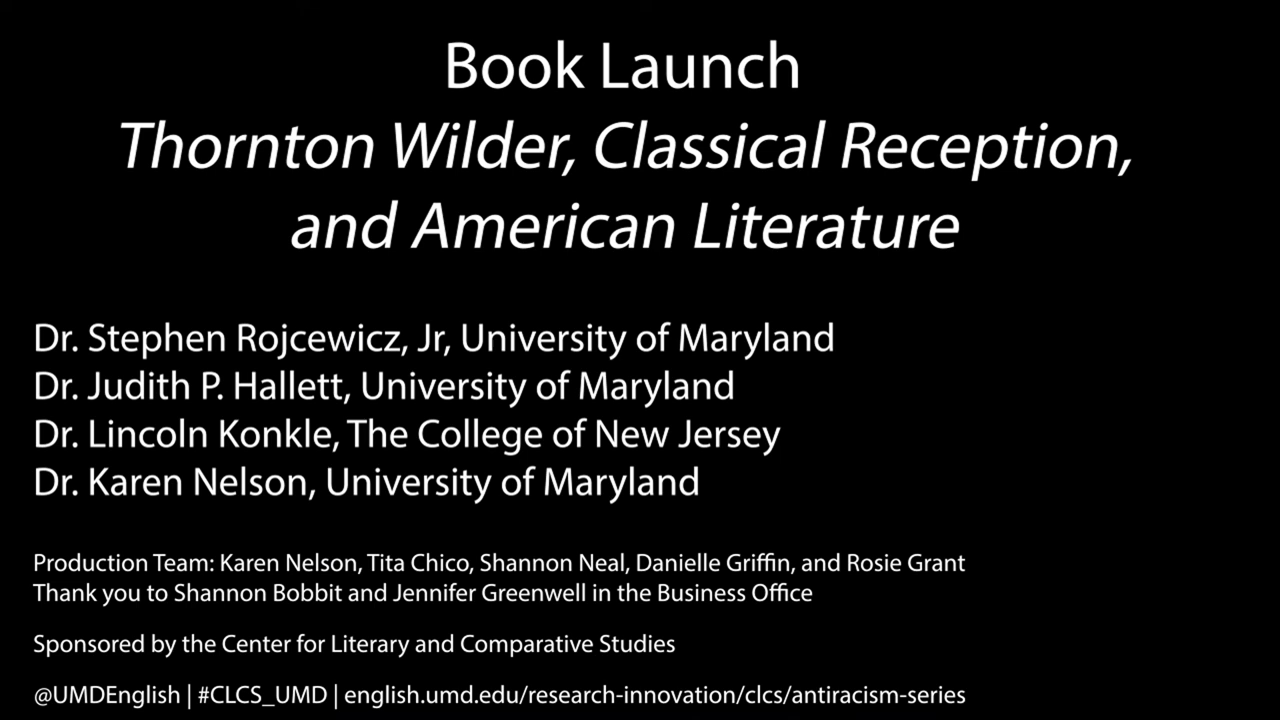 Book Launch
Thornton Wilder, Classical Reception,
and American Literature
Dr. Stephen Rojcewicz, Jr, University of Maryland
Dr. Judith P. Hallett, University of Maryland
Dr. Lincoln Konkle, The College of New Jersey
Dr. Karen Nelson, University of Maryland
Production Team: Karen Nelson, Tita Chico, Shannon Neal, Danielle Griffin, and Rosie Grant
Thank you to Shannon Bobbit and Jennifer Greenwell in the Business Office
Sponsored by the Center for Literary and Comparative Studies
@UMDEnglish | #CLCS_UMD | english.umd.edu/research-innovation/clcs/antiracism-series